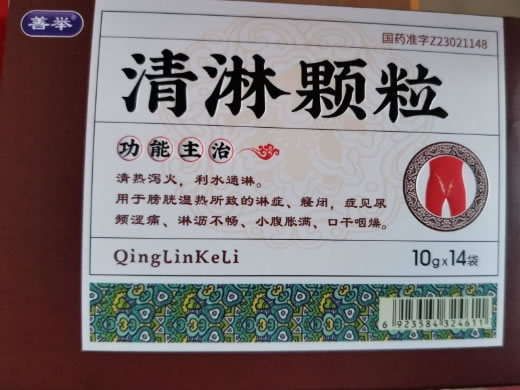 善举
国药准字Z23021148
清淋颗粒
功能主治
清热泻火，利水通淋。
用于膀胱湿热所致的淋症、癃闭，症见尿
频涩痛、淋沥不畅、小腹胀满、口干咽燥。
QingLinKeLi
10g×14袋
6 923584 324611